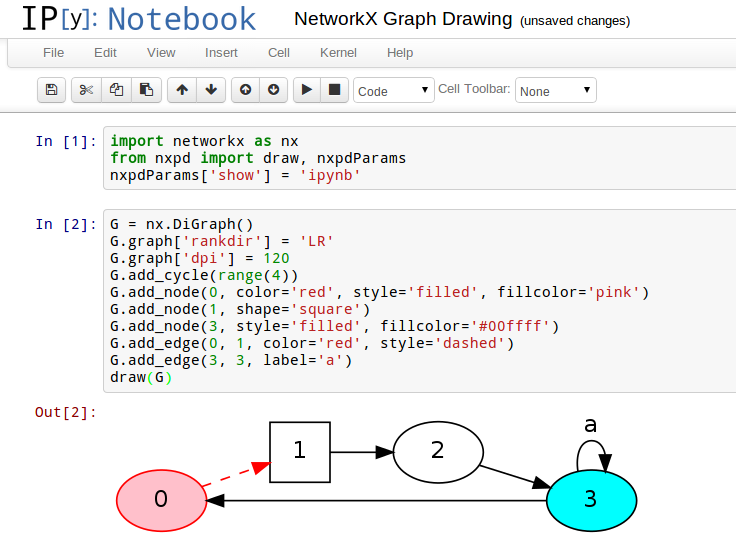 IP[y]: Notebook NetworkX Graph Drawing (unsaved changes)
File Edit View Insert Cell Kernel Help
Code Cell Toolbar: None
In [1]: import networkx as nx
from nxpd import draw, nxpdParams
nxpdParams['show'] = 'ipynb'
In [2]: G = nx.DiGraph()
G.graph['rankdir'] = 'LR'
G.graph['dpi'] = 120
G.add_cycle(range(4))
G.add_node(0, color='red', style='filled', fillcolor='pink')
G.add_node(1, shape='square')
G.add_node(3, style='filled', fillcolor='#00ffff')
G.add_edge(0, 1, color='red', style='dashed')
G.add_edge(3, 3, label='a')
draw(G)
Out[2]:
a
1 2
0 3